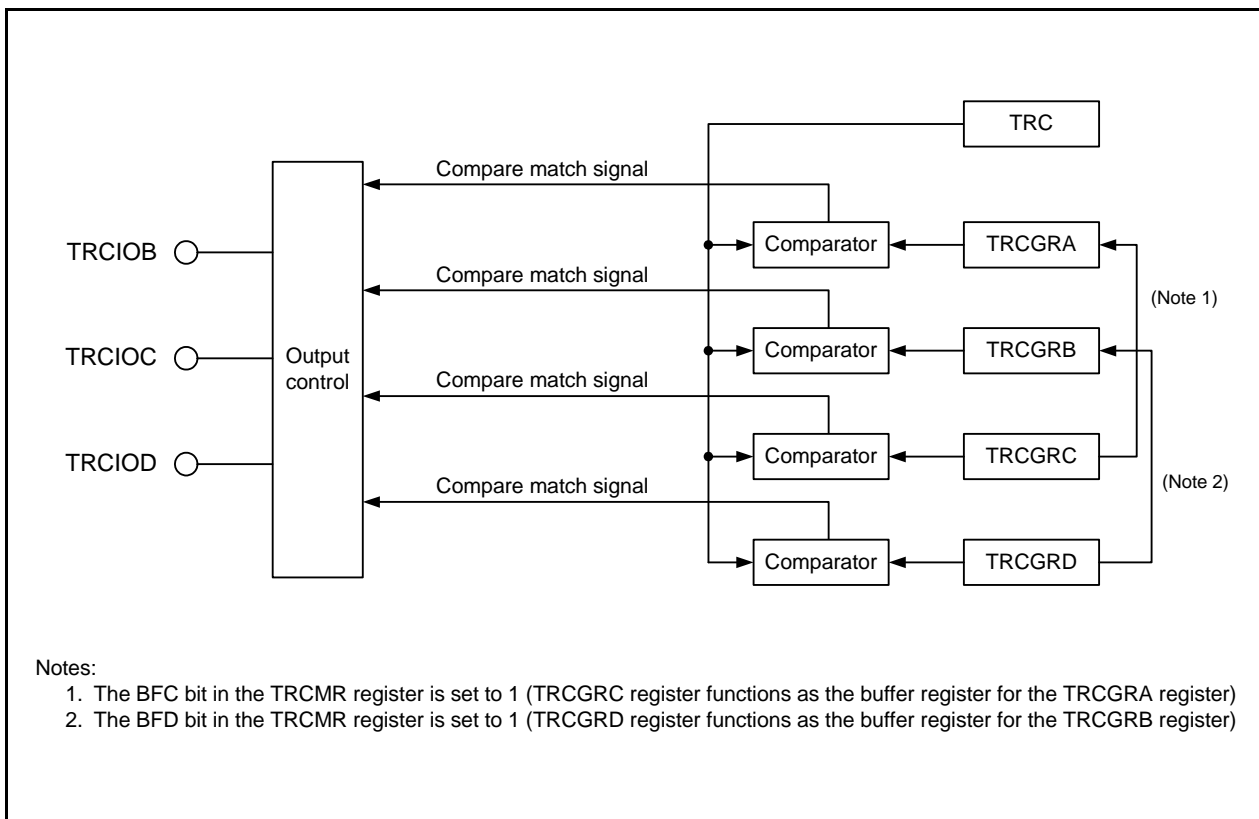 TRC
Compare match signal
Comparator
TRCGRA
TRCIOB
Compare match signal
(Note 1)
Comparator
TRCGRB
TRCIOC
Output
control
Compare match signal
Comparator
TRCGRC
TRCIOD
Compare match signal
(Note 2)
Comparator
TRCGRD
Notes:
1. The BFC bit in the TRCMR register is set to 1 (TRCGRC register functions as the buffer register for the TRCGRA register)
2. The BFD bit in the TRCMR register is set to 1 (TRCGRD register functions as the buffer register for the TRCGRB register)